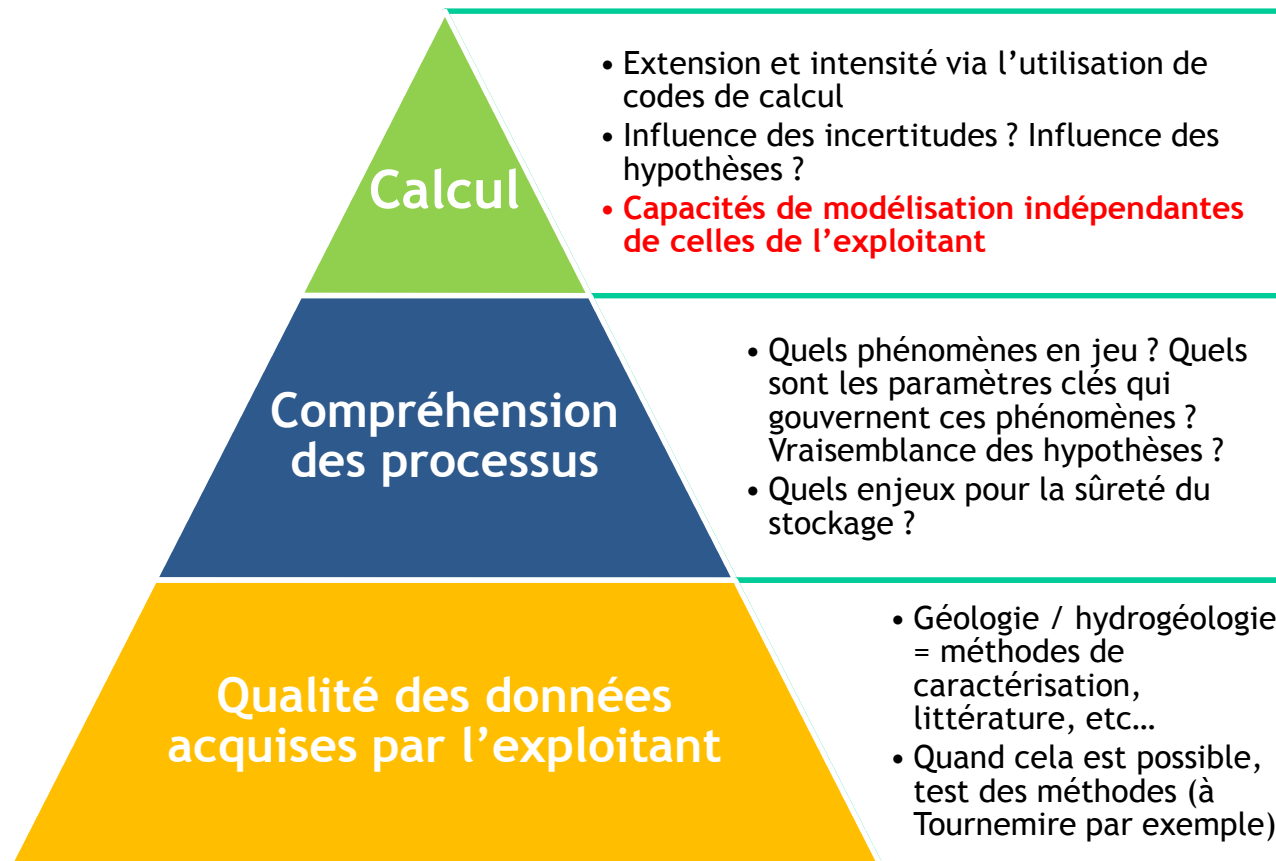 • Extension et intensité via l’utilisation de
codes de calcul
• Influence des incertitudes ? Influence des
hypothèses ?
• Capacités de modélisation indépendantes
de celles de l’exploitant
Calcul
• Quels phénomènes en jeu ? Quels
sont les paramètres clés qui
gouvernent ces phénomènes ?
Vraisemblance des hypothèses ?
• Quels enjeux pour la sûreté du
stockage ?
Compréhension
des processus
• Géologie / hydrogéologie
= méthodes de
caractérisation,
littérature, etc…
• Quand cela est possible,
test des méthodes (à
Tournemire par exemple)
Qualité des données
acquises par l’exploitant